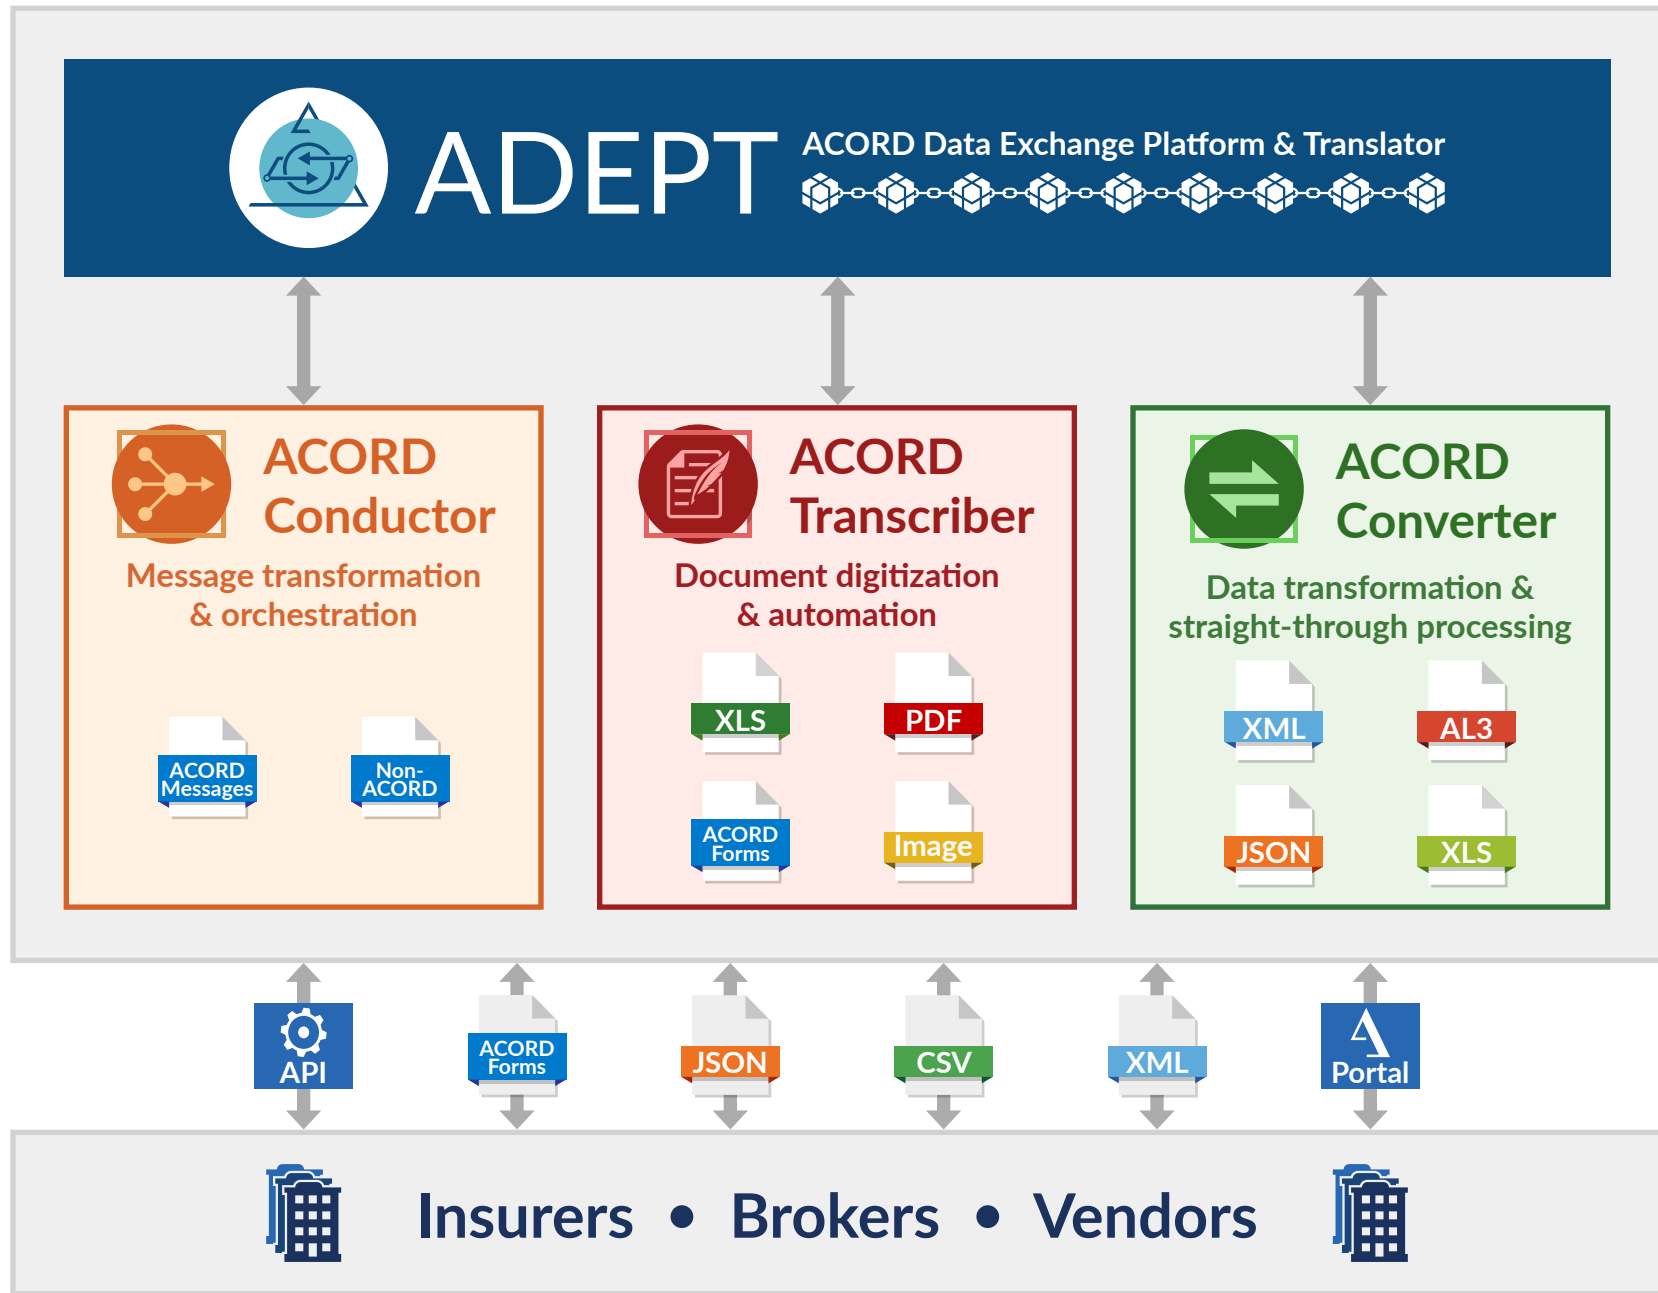 ADEPT
ACORD Data Exchange Platform & Translator
ACORD
Conductor
Message transformation
& orchestration
ACORD
Messages
Non-
ACORD
ACORD
Transcriber
Document digitization
& automation
XLS
PDF
ACORD
Forms
Image
ACORD
Converter
Data transformation &
straight-through processing
XML
AL3
JSON
XLS
API
ACORD
Forms
JSON
CSV
XML
Portal
Insurers • Brokers • Vendors